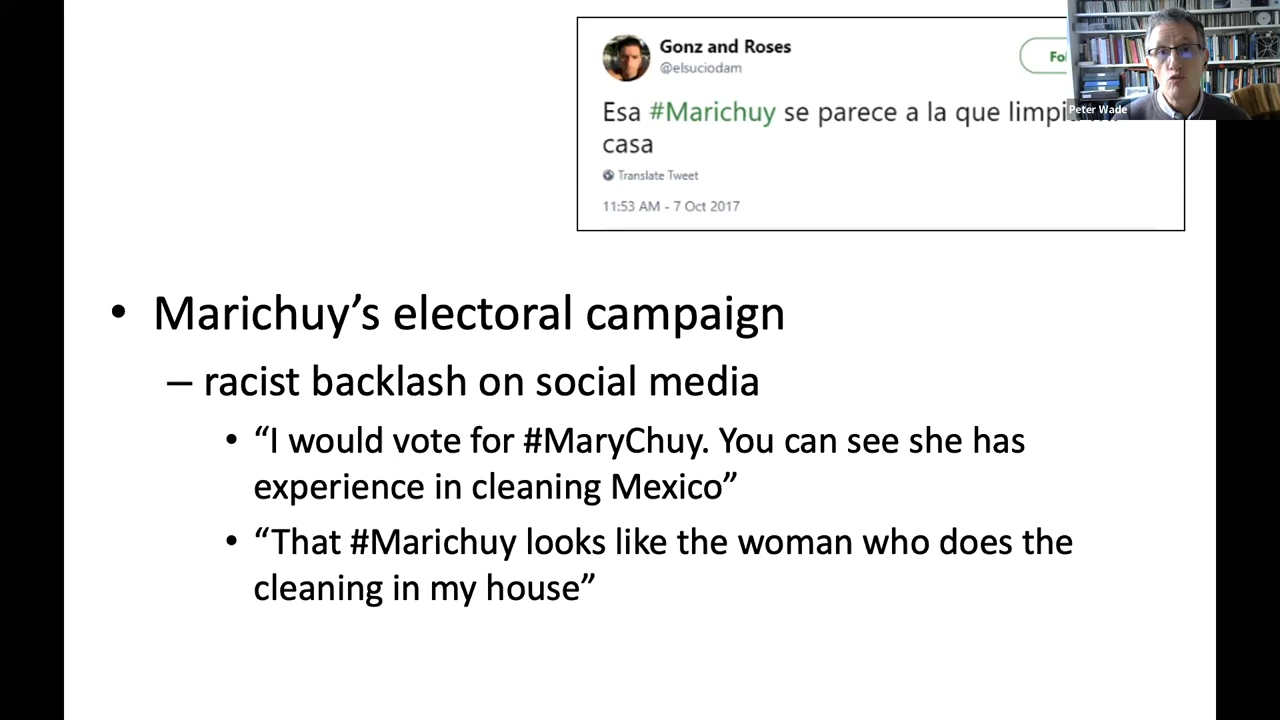 Gonz and Roses
@elsuciodam
Esa #Marichuy se parece a la que limpia
casa
Translate Tweet
11:53 AM - 7 Oct 2017
Peter Wade
• Marichuy’s electoral campaign
– racist backlash on social media
• “I would vote for #MaryChuy. You can see she has
experience in cleaning Mexico”
• “That #Marichuy looks like the woman who does the
cleaning in my house”